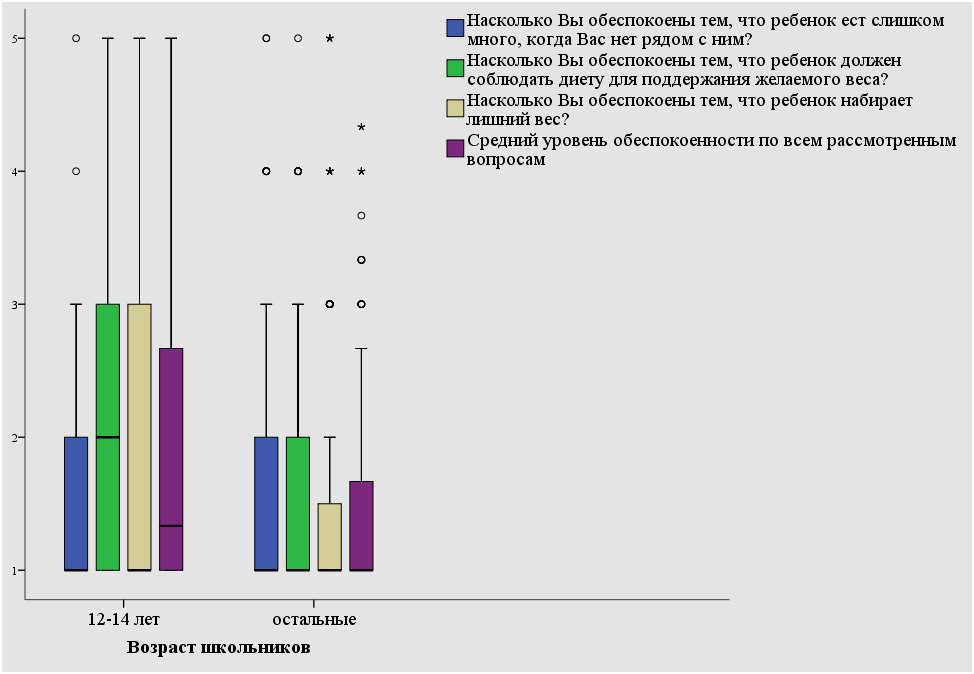 Насколько Вы обеспокоены тем, что ребенок ест слишком
много, когда Вас нет рядом с ним?
Насколько Вы обеспокоены тем, что ребенок должен
соблюдать диету для поддержания желаемого веса?
Насколько Вы обеспокоены тем, что ребенок набирает
лишний вес?
Средний уровень обеспокоенности по всем рассмотренным
вопросам
5
4
3
2
1
12-14 лет
остальные
Возраст школьников